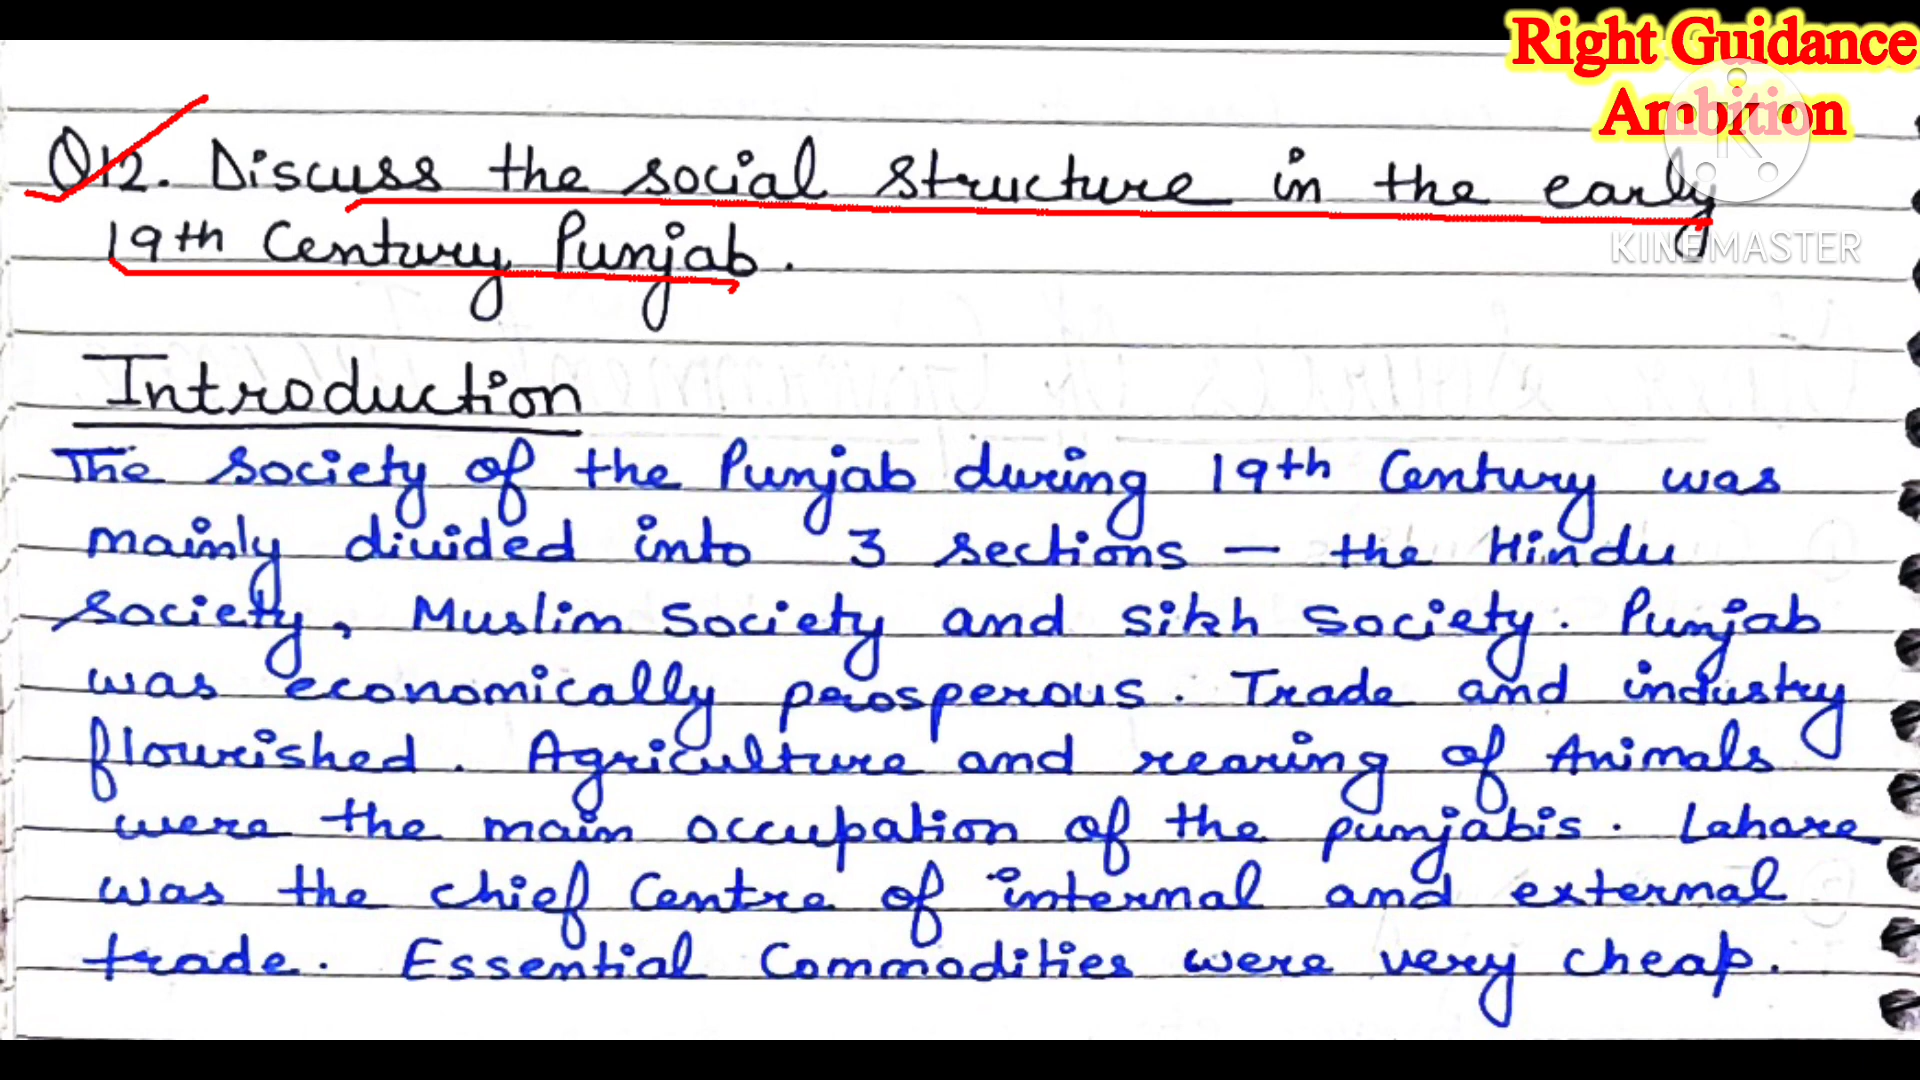 Right Guidance
Ambition
KINEMASTER
Q12. Discuss the social structure in the early
19th Century Punjab.
Introduction
The society of the Punjab during 19th Century was
mainly divided into 3 sections — the Hindu
society, Muslim society and sikh society. Punjab
was economically prosperous. Trade and industry
flourished. Agriculture and rearing of Animals
were the main occupation of the punjabis. Lahore
was the chief centre of internal and external
trade. Essential Commodities were very cheap.